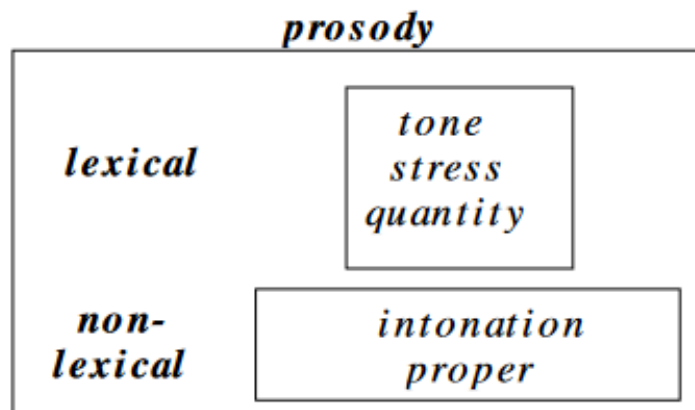 prosody
lexical
tone
stress
quantity
non-
lexical
intonation
proper